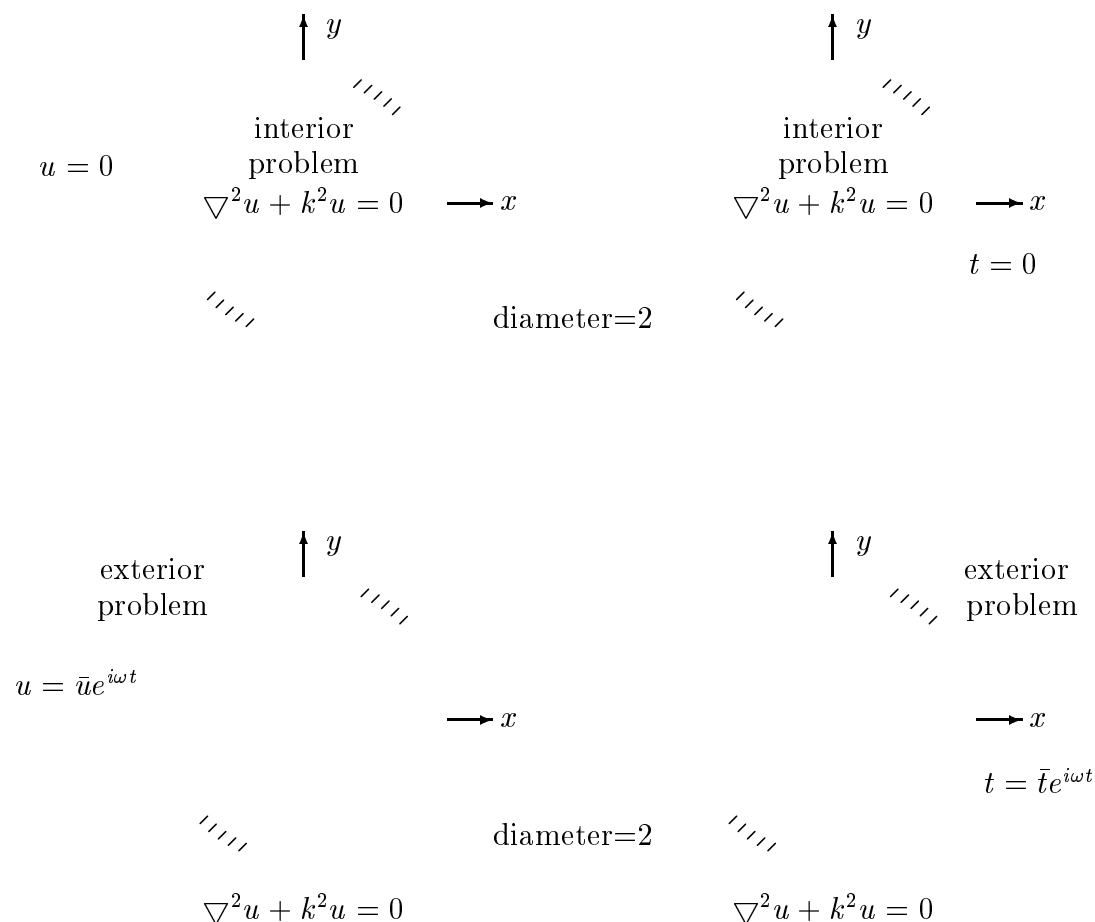 y
y
interior
problem
interior
problem
u = 0
▽²u + k²u = 0
x
▽²u + k²u = 0
x
t = 0
diameter=2
y
y
exterior
problem
exterior
problem
u = ūe^{iωt}
x
x
t = t̄e^{iωt}
diameter=2
▽²u + k²u = 0
▽²u + k²u = 0